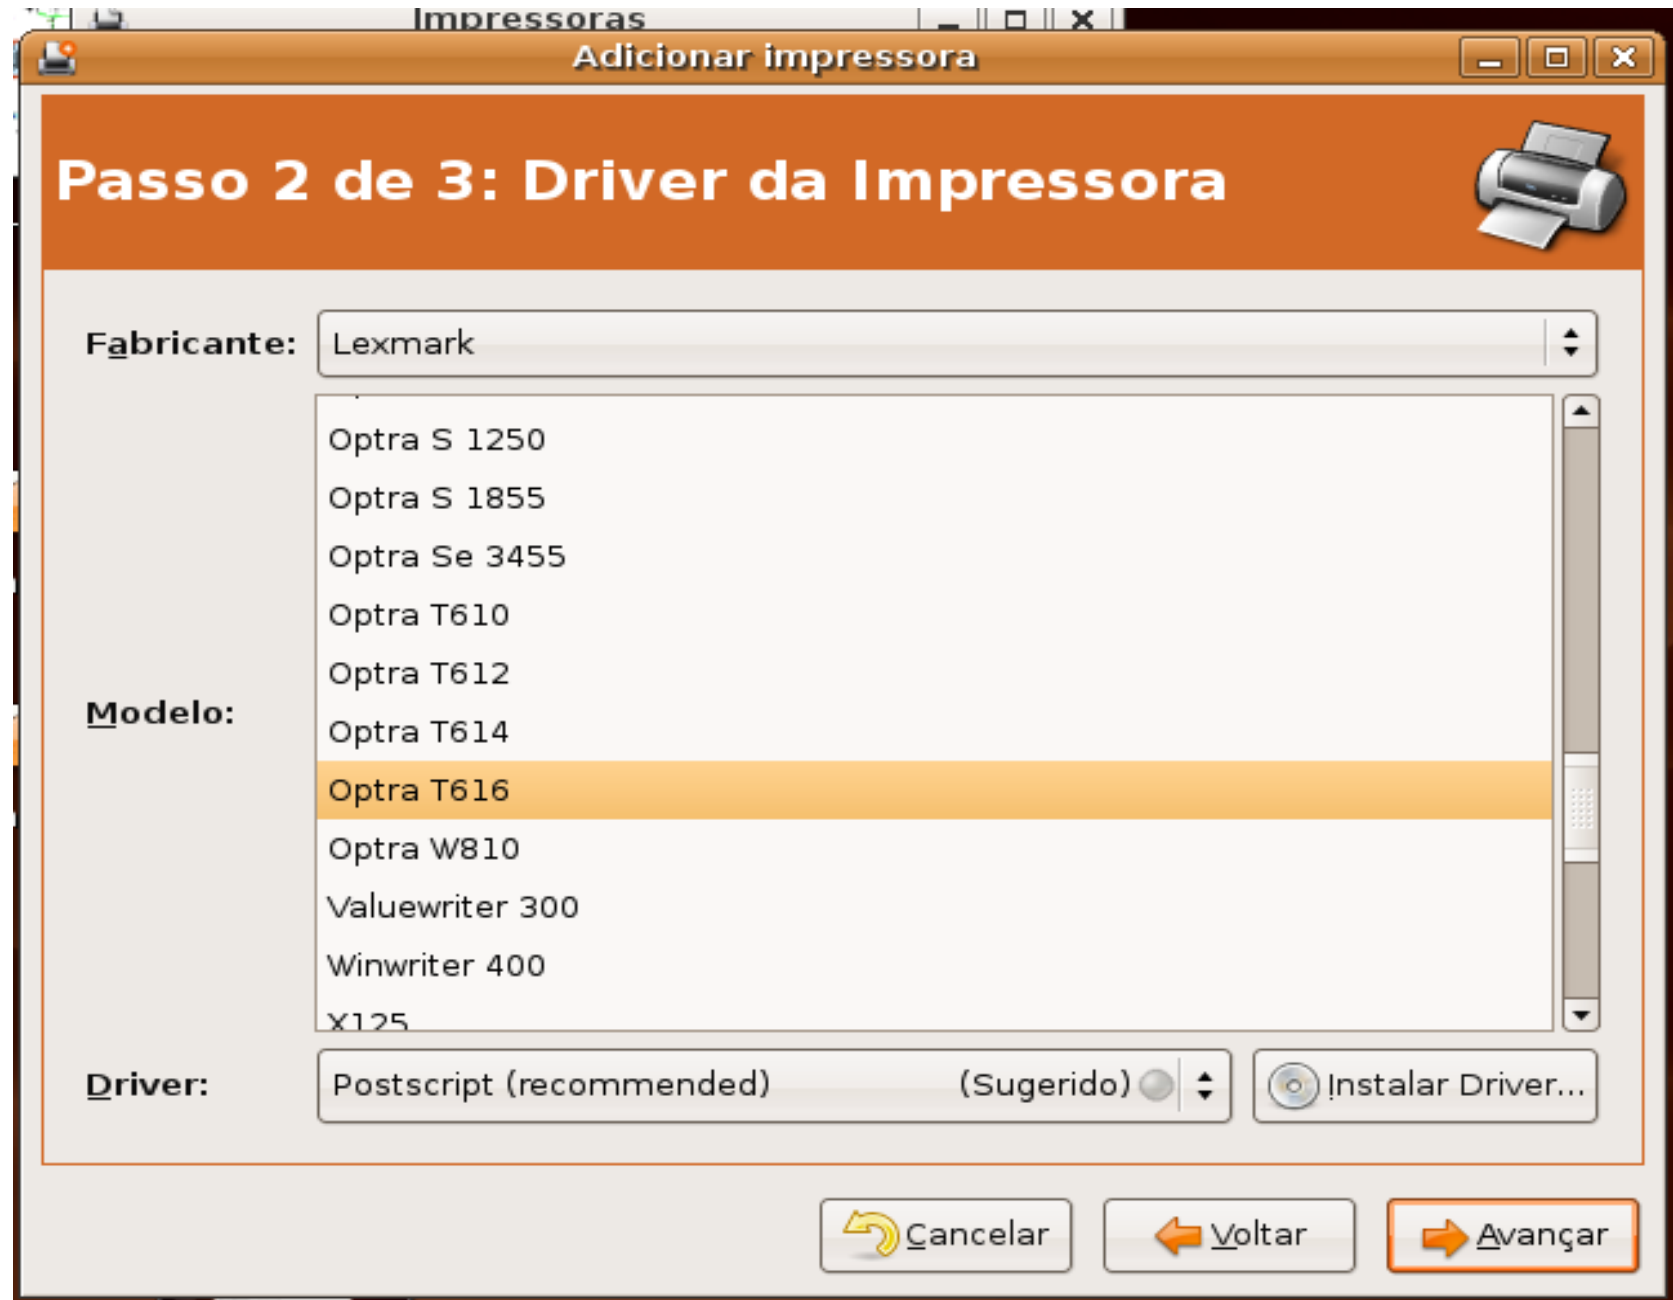 Impressoras
Adicionar impressora
Passo 2 de 3: Driver da Impressora
Fabricante: Lexmark
Optra S 1250
Optra S 1855
Optra Se 3455
Optra T610
Optra T612
Modelo:
Optra T614
Optra T616
Optra W810
Valuewriter 300
Winwriter 400
X125
Driver: Postscript (recommended) (Sugerido) Instalar Driver...
Cancelar Voltar Avançar